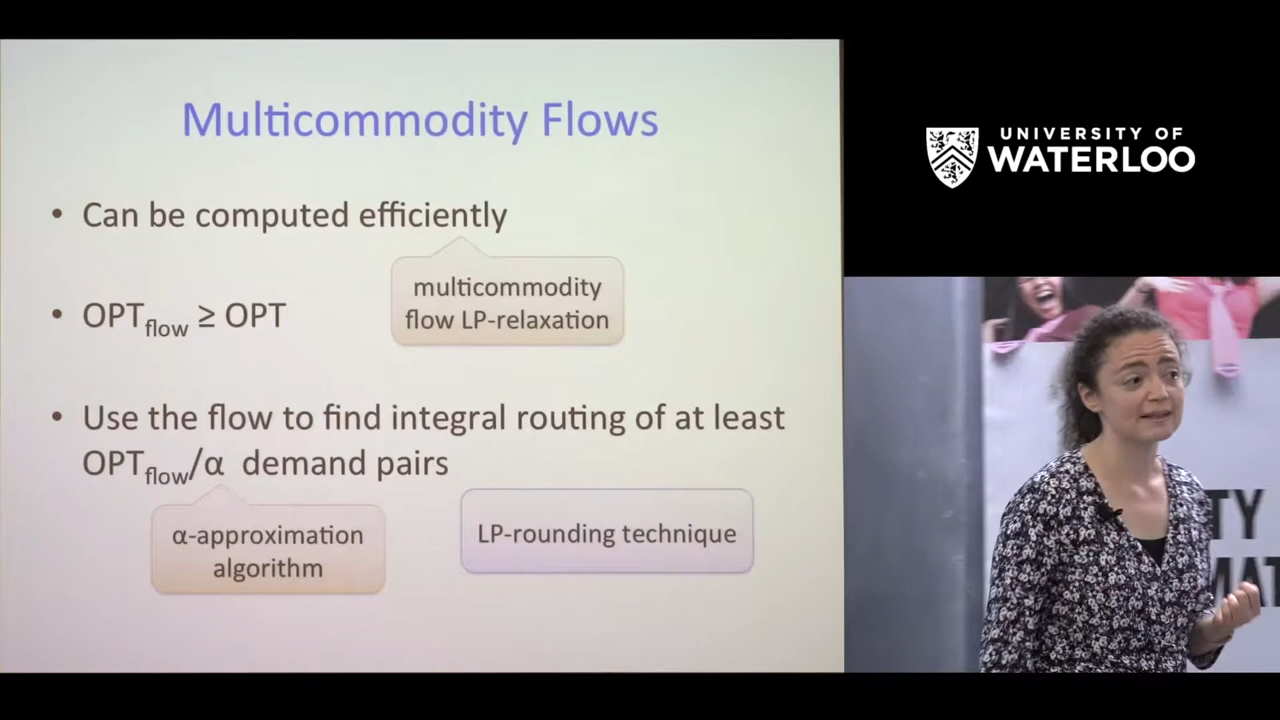 Multicommodity Flows
• Can be computed efficiently
multicommodity
flow LP-relaxation
• OPTflow ≥ OPT
• Use the flow to find integral routing of at least
OPTflow/α demand pairs
α-approximation
algorithm
LP-rounding technique
UNIVERSITY OF
WATERLOO